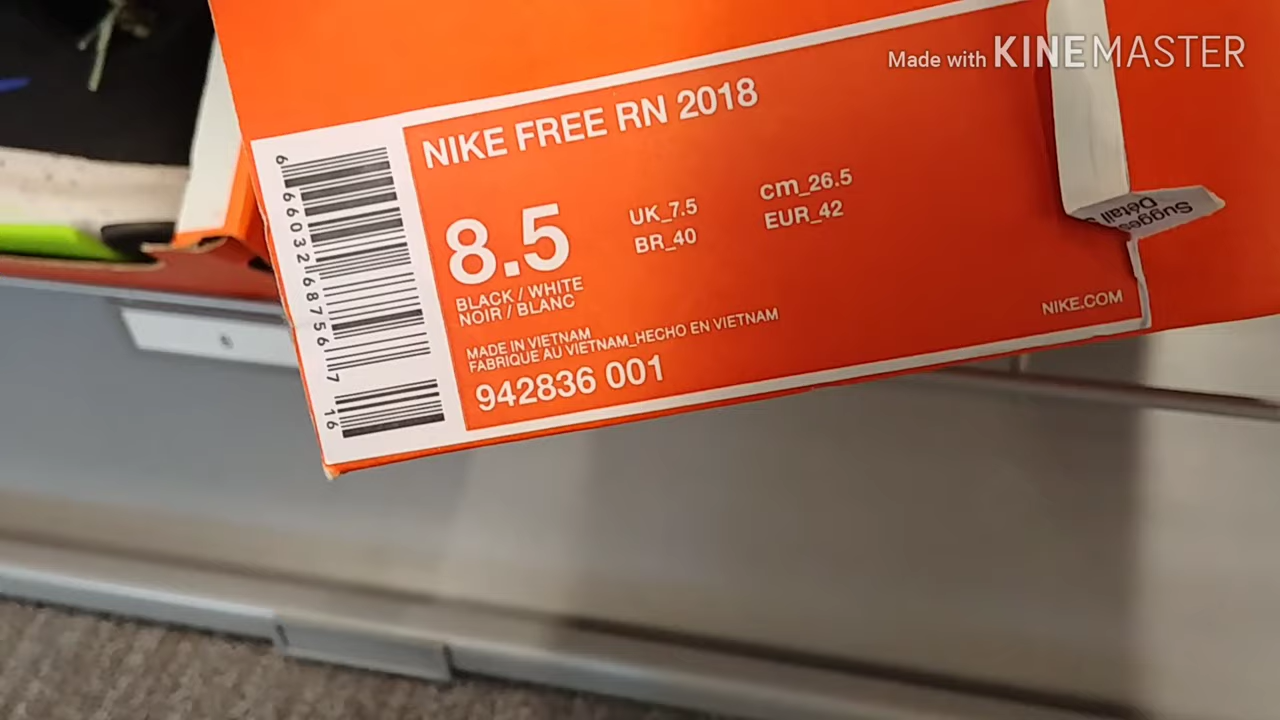 Made with KINEMASTER
NIKE FREE RN 2018
8.5
UK_7.5
cm_26.5
BR_40
EUR_42
BLACK / WHITE
NOIR / BLANC
MADE IN VIETNAM
FABRIQUE AU VIETNAM_HECHO EN VIETNAM
942836 001
NIKE.COM
6 66032 68756 7 16